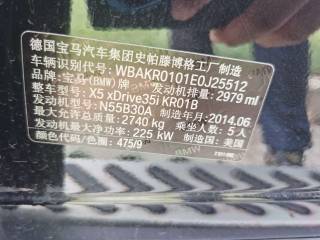 德国宝马汽车集团史帕滕博格工厂制造
车辆识别代号: WBAKR0101E0J25512
品牌: 宝马(BMW) 牌 发动机排量: 2979 ml
整车型号: X5 xDrive35i KR01B
发动机型号: N55B30A 制造年月: 2014.06
最大允许总质量: 2740 kg 乘坐人数: 5人
发动机最大净功率: 225 kW 制造国: 美国
颜色代码/色圈: 475/9
BMW